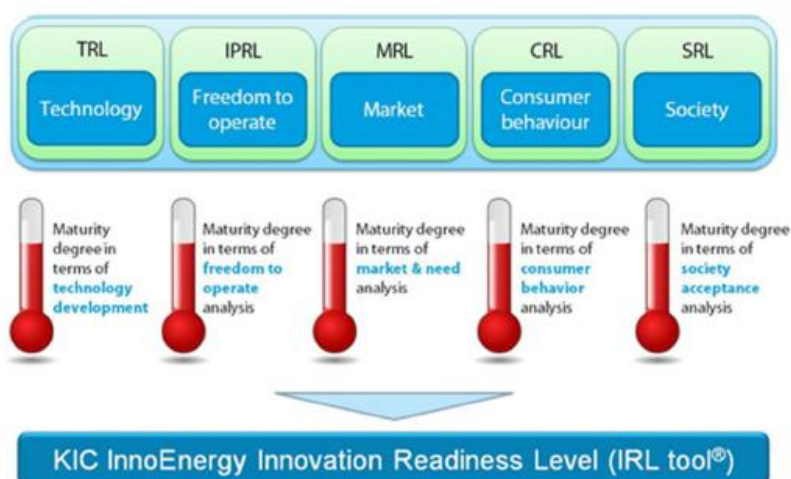 TRL
Technology
IPRL
Freedom to
operate
MRL
Market
CRL
Consumer
behaviour
SRL
Society
Maturity
degree in
terms of
technology
development
Maturity degree
in terms of
freedom to
operate
analysis
Maturity degree
in terms of
market & need
analysis
Maturity degree
in terms of
consumer
behavior
analysis
Maturity degree
in terms of
society
acceptance
analysis
KIC InnoEnergy Innovation Readiness Level (IRL tool®)